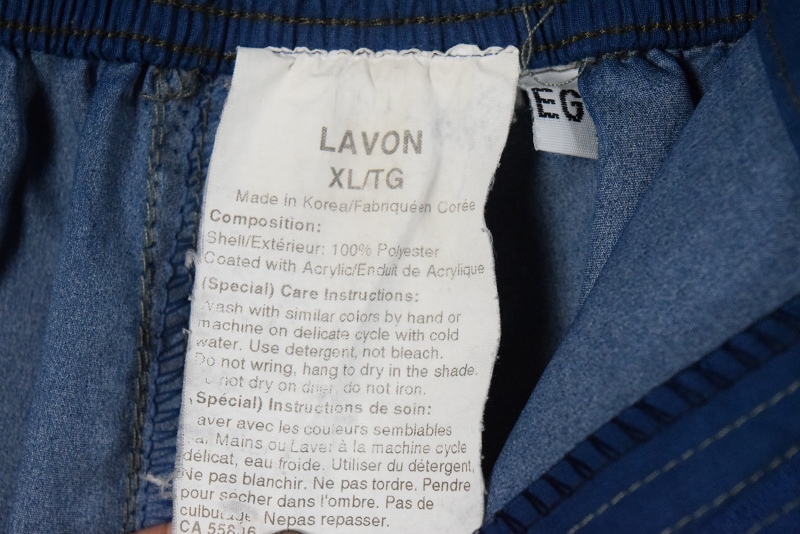 LAVON
XL/TG
Made in Korea/Fabriqué en Corée
Composition:
Shell/Extérieur: 100% Polyester
Coated with Acrylic/Enduit de Acrylique
(Special) Care Instructions:
Wash with similar colors by hand or
machine on delicate cycle with cold
water. Use detergent, not bleach.
Do not wring, hang to dry in the shade.
not dry on drier, do not iron.
(Spécial) Instructions de soin:
aver avec les couleurs semblables
Mains ou Laver à la machine cycle
délicat, eau froide. Utiliser du détergent,
Ne pas blanchir. Ne pas tordre. Pendre
pour sécher dans l'ombre. Pas de
Nepas repasser.
CA
EG